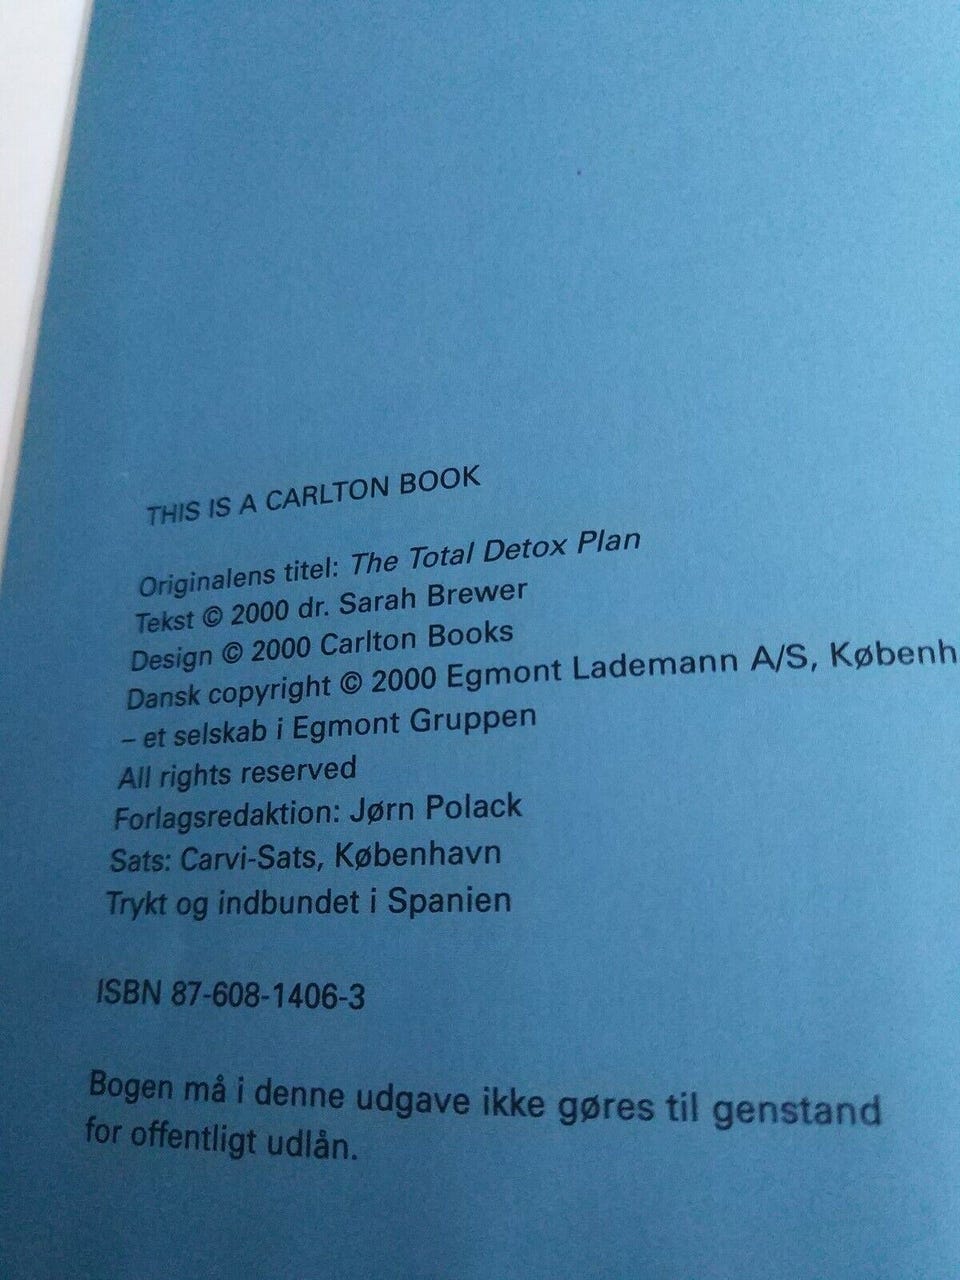 THIS IS A CARLTON BOOK
Originalens titel: The Total Detox Plan
Tekst © 2000 dr. Sarah Brewer
Design © 2000 Carlton Books
Dansk copyright © 2000 Egmont Lademann A/S, Københ
– et selskab i Egmont Gruppen
All rights reserved
Forlagsredaktion: Jørn Polack
Sats: Carvi-Sats, København
Trykt og indbundet i Spanien
ISBN 87-608-1406-3
Bogen må i denne udgave ikke gøres til genstand
for offentligt udlån.